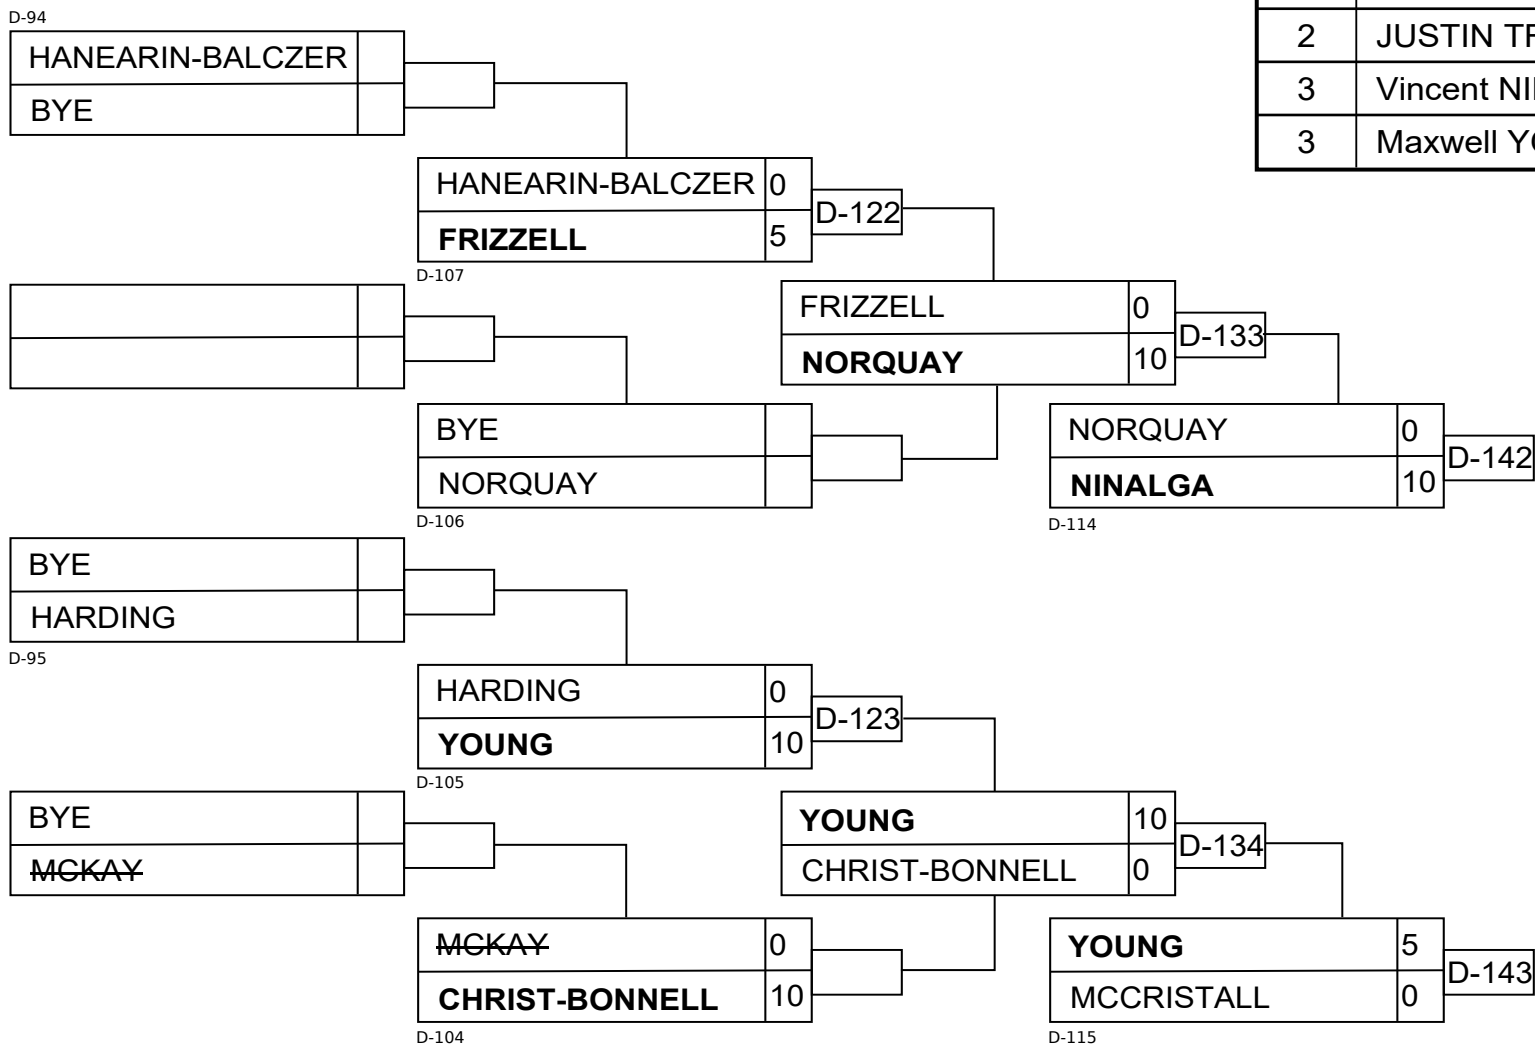 D-94
HANEARIN-BALCZER
BYE
2
3 Vincent
3 Maxwell
2 JUSTIN
HANEARIN-BALCZER 0
D-122
FRIZZELL 5
D-107
FRIZZELL 0
D-133
NORQUAY 10
BYE
NORQUAY
D-106
NORQUAY 0
D-142
NINALGA 10
D-114
BYE
HARDING
D-95
HARDING 0
D-123
YOUNG 10
D-105
BYE
MCKAY
YOUNG 10
D-134
CHRIST-BONNELL 0
MCKAY 0
CHRIST-BONNELL 10
D-104
YOUNG 5
D-143
MCCRISTALL 0
D-115